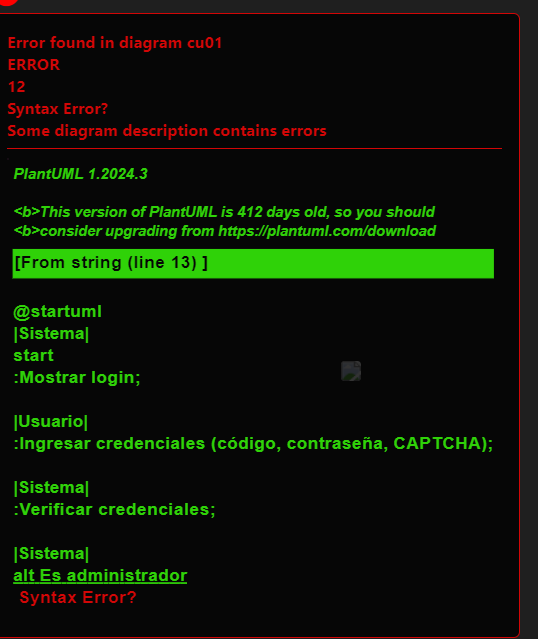 Error found in diagram cu01
ERROR
12
Syntax Error?
Some diagram description contains errors
PlantUML 1.2024.3
<b>This version of PlantUML is 412 days old, so you should
<b>consider upgrading from https://plantuml.com/download
[From string (line 13) ]
@startuml
|Sistema|
start
:Mostrar login;
|Usuario|
:Ingresar credenciales (código, contraseña, CAPTCHA);
|Sistema|
:Verificar credenciales;
|Sistema|
alt Es administrador
Syntax Error?